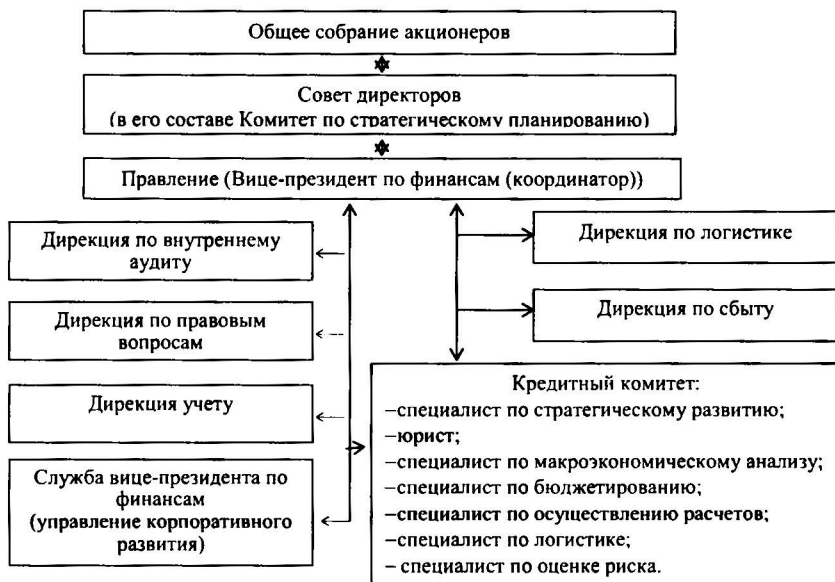 Общее собрание акционеров
Совет директоров
(в его составе Комитет по стратегическому планированию)
Правление (Вице-президент по финансам (координатор))
Дирекция по внутреннему
аудиту
Дирекция по правовым
вопросам
Дирекция учету
Служба вице-президента по
финансам
(управление корпоративного
развития)
Дирекция по логистике
Дирекция по сбыту
Кредитный комитет:
–специалист по стратегическому развитию;
–юрист;
–специалист по макроэкономическому анализу;
–специалист по бюджетированию;
–специалист по осуществлению расчетов;
–специалист по логистике;
– специалист по оценке риска.